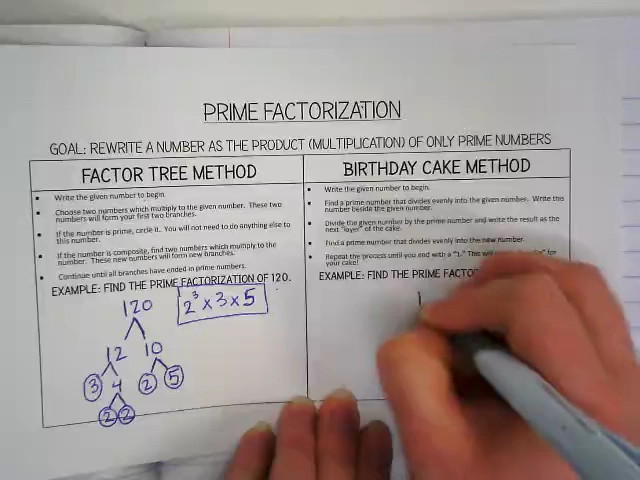 PRIME FACTORIZATION
GOAL: REWRITE A NUMBER AS THE PRODUCT (MULTIPLICATION) OF ONLY PRIME NUMBERS
FACTOR TREE METHOD
• Write the given number to begin.
• Choose two numbers which multiply to the given number. These two
numbers will form your first two branches.
• If the number is prime, circle it. You will not need to do anything else to
this number.
• If the number is composite, find two numbers which multiply to the
number. These new numbers will form new branches.
• Continue until all branches have ended in prime numbers.
EXAMPLE: FIND THE PRIME FACTORIZATION OF 120.
120
2³ × 3 × 5
12 10
3 4 2 5
2 2
BIRTHDAY CAKE METHOD
• Write the given number to begin.
• Find a prime number that divides evenly into the given number. Write this
number beside the given number.
• Divide the given number by the prime number and write the result as the
next "layer" of the cake.
• Find a prime number that divides evenly into the new number.
• Repeat the process until you end with a "1." This will for
your cake!
EXAMPLE: FIND THE PRIME FACTOR